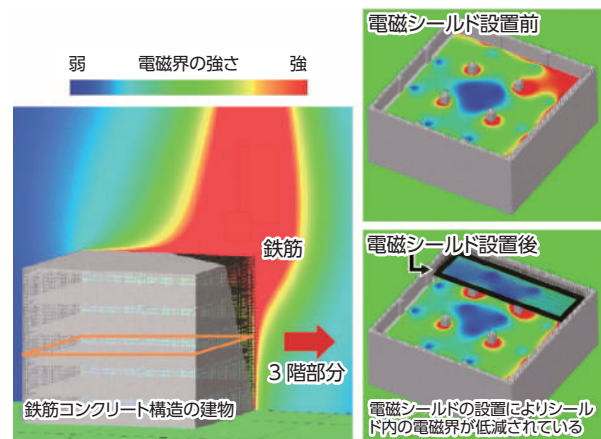 弱 電磁界の強さ 強
鉄筋
3階部分
鉄筋コンクリート構造の建物
電磁シールド設置前
電磁シールド設置後
電磁シールドの設置によりシール
ド内の電磁界が低減されている